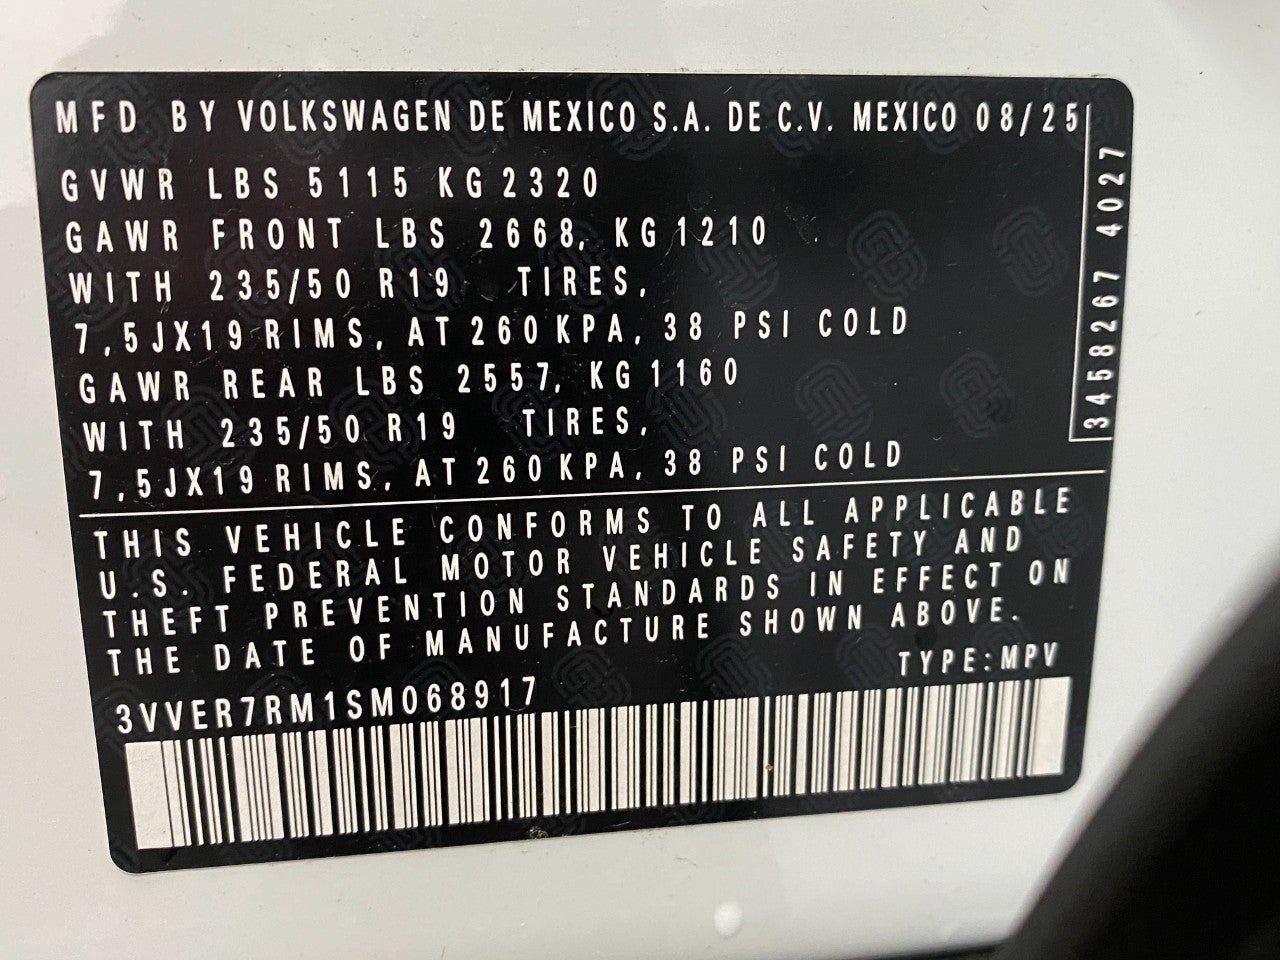 MFD BY VOLKSWAGEN DE MEXICO S.A. DE C.V. MEXICO 08/25
GVWR LBS 5115 KG 2320
GAWR FRONT LBS 2668, KG 1210
WITH 235/50 R19 TIRES,
7,5JX19 RIMS, AT 260 KPA, 38 PSI COLD
GAWR REAR LBS 2557, KG 1160
WITH 235/50 R19 TIRES,
7,5JX19 RIMS, AT 260 KPA, 38 PSI COLD
3458267 4027
THIS VEHICLE CONFORMS TO ALL APPLICABLE
U.S. FEDERAL MOTOR VEHICLE SAFETY AND
THEFT PREVENTION STANDARDS IN EFFECT ON
THE DATE OF MANUFACTURE SHOWN ABOVE.
TYPE: MPV
3VVER7RM1SM068917